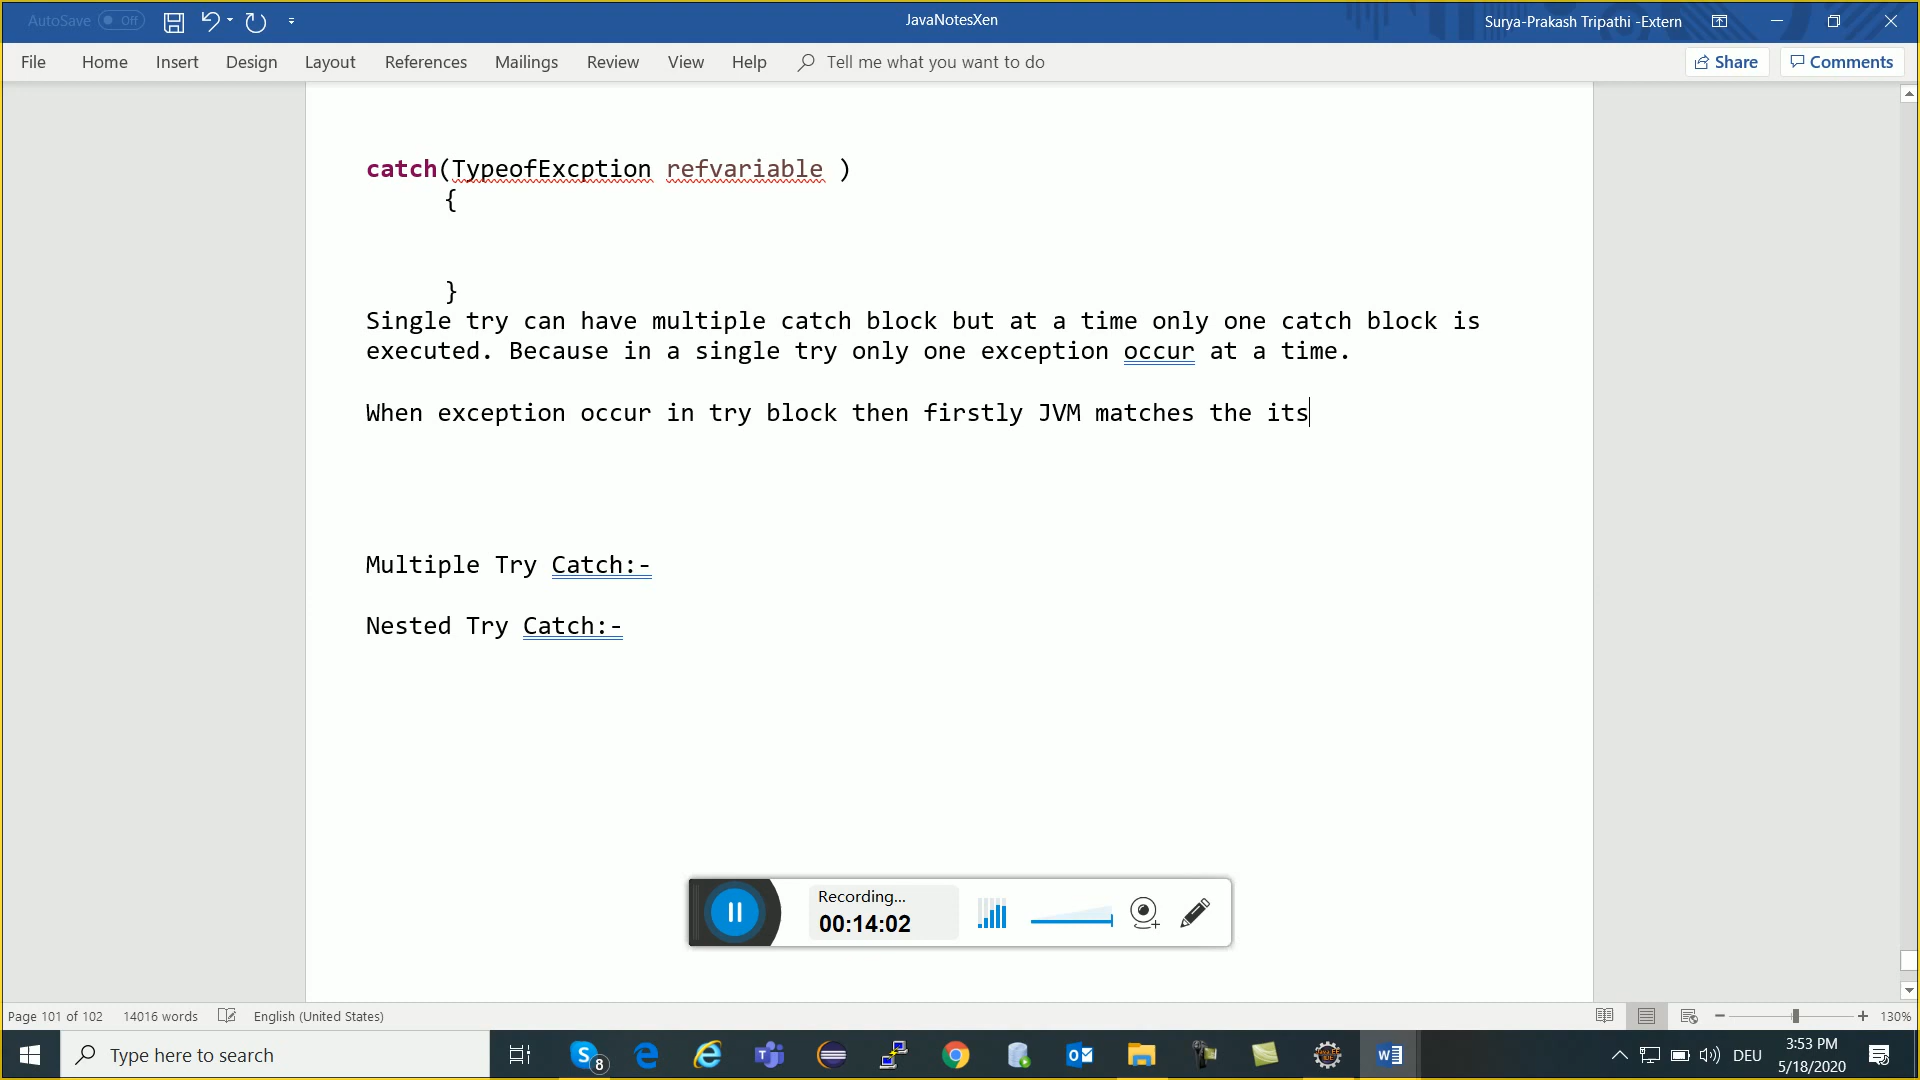 AutoSave Off
JavaNotesXen
Surya-Prakash Tripathi -Extern
File Home Insert Design Layout References Mailings Review View Help Tell me what you want to do
Share Comments
catch(TypeofExcption refvariable )
{
}
Single try can have multiple catch block but at a time only one catch block is
executed. Because in a single try only one exception occur at a time.
When exception occur in try block then firstly JVM matches the its
Multiple Try Catch:-
Nested Try Catch:-
Recording...
00:14:02
Page 101 of 102 14016 words English (United States) 130%
Type here to search
8
DEU
3:53 PM
5/18/2020